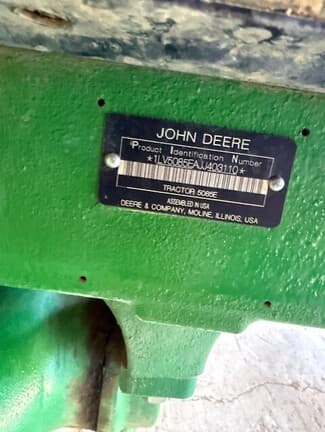 JOHN DEERE
Product Identification Number
*1LV5085EAJJ403110*
TRACTOR 5085E
ASSEMBLED IN USA
DEERE & COMPANY, MOLINE, ILLINOIS, USA